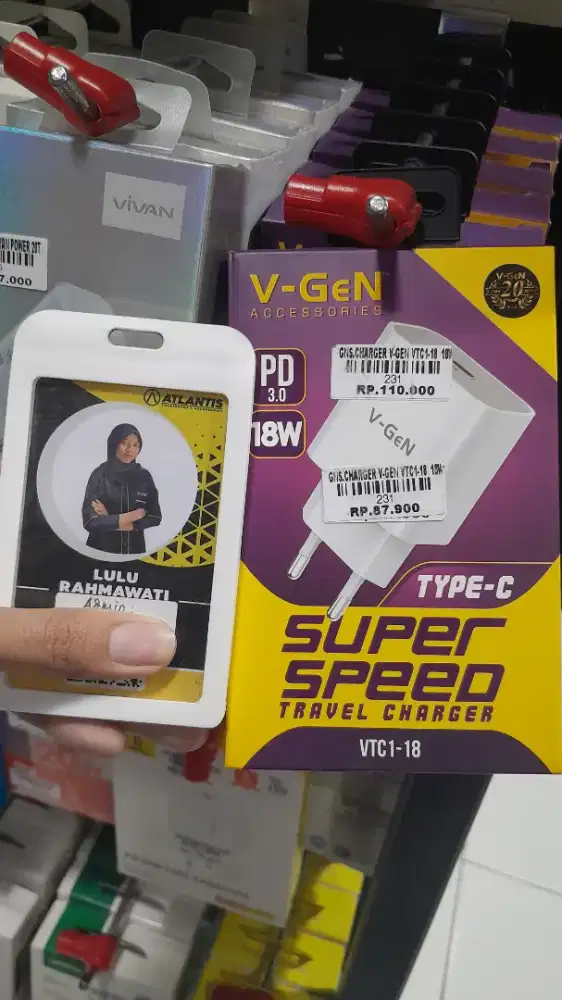 ViVAN
7.000
ATLANTIS
LULU
RAHMAWATI
V-GeN
ACCESSORIES
V-GeN
20
PD
3.0
18W
GNS.CHARGER V-GEN VTC1-18 18W
231
RP.110.000
V-GeN
GNS.CHARGER V-GEN VTC1-18 18W
231
RP.87.900
TYPE-C
SUPER
SPEED
TRAVEL CHARGER
VTC1-18